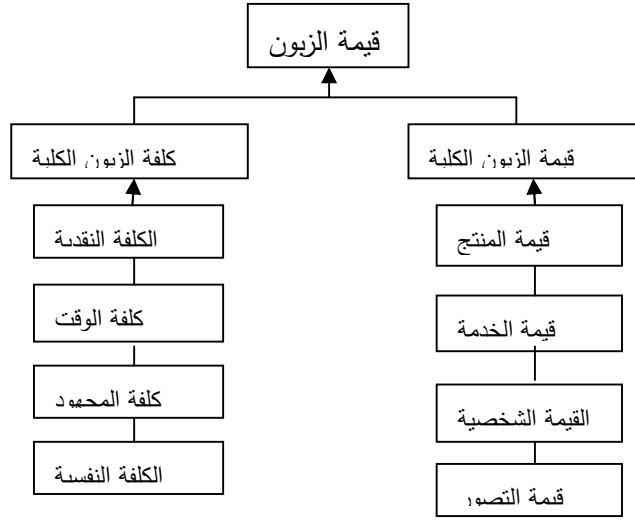 قيمة الزبون
قيمة الزبون الكلية
كلفة الزبون الكلية
قيمة المنتج
الكلفة النقدية
قيمة الخدمة
كلفة الوقت
القيمة الشخصية
كلفة المجهود
قيمة التصور
الكلفة النفسية